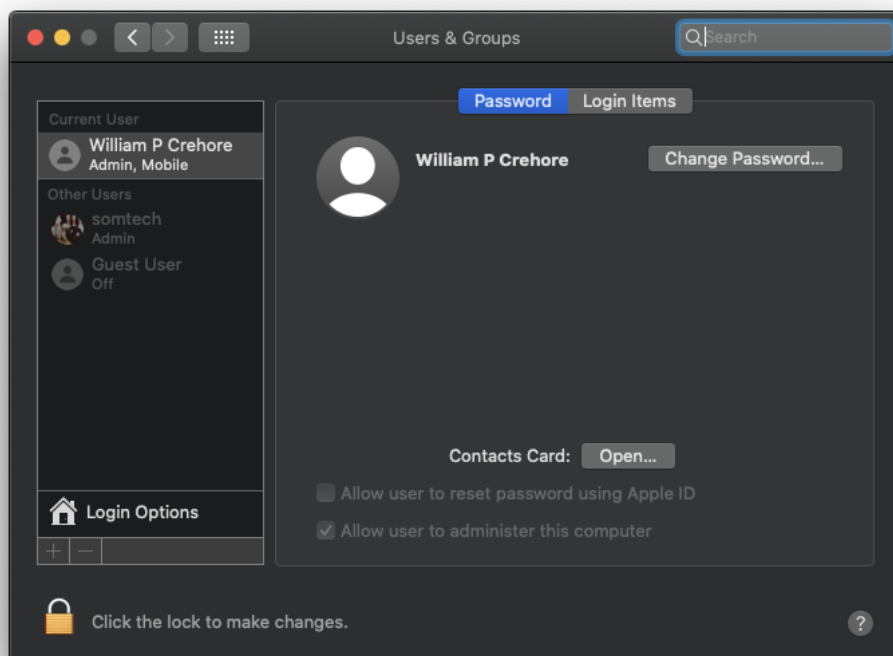 Users & Groups
Search
Password
Login Items
Current User
William P Crehore
Admin, Mobile
Other Users
somtech
Admin
Guest User
Off
Login Options
William P Crehore
Change Password...
Contacts Card:
Open...
Allow user to reset password using Apple ID
Allow user to administer this computer
Click the lock to make changes.
?